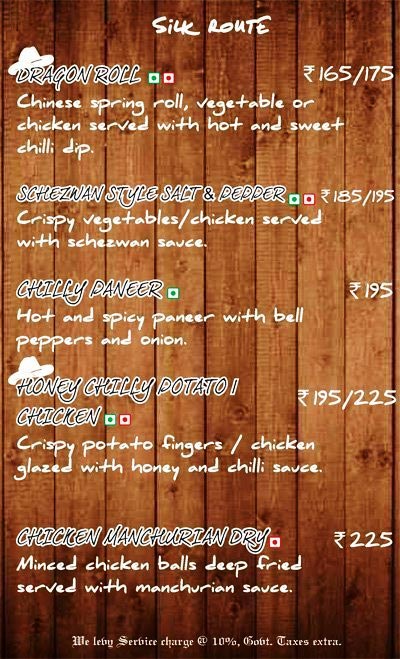 SILK ROUTE
DRAGON ROLL ₹165/175
Chinese spring roll, vegetable or
chicken served with hot and sweet
chilli dip.
SCHEZWAN STYLE SALT & PEPPER ₹185/195
Crispy vegetables/chicken served
with schezwan sauce.
CHILLY PANEER ₹195
Hot and spicy paneer with bell
peppers and onion.
HONEY CHILLY POTATO / ₹195/225
CHICKEN
Crispy potato fingers / chicken
glazed with honey and chilli sauce.
CHICKEN MANCHURIAN DRY ₹225
Minced chicken balls deep fried
served with manchurian sauce.
We levy Service charge @ 10%, Govt. Taxes extra.